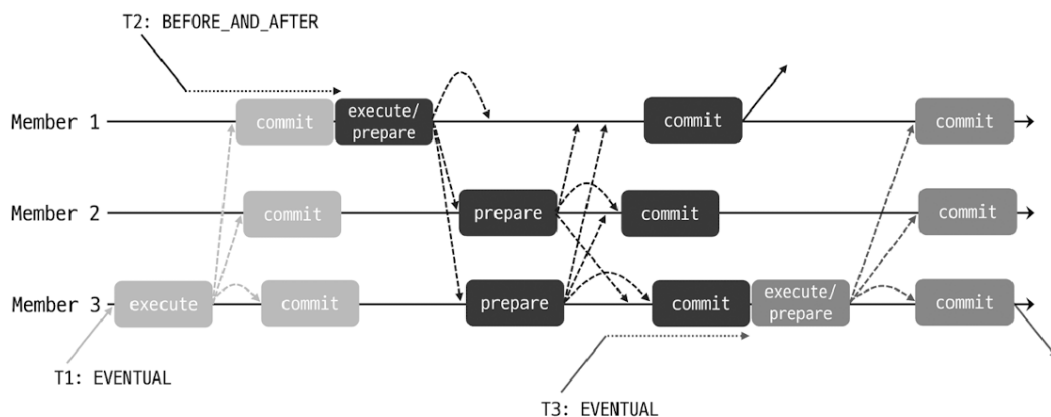 T2: BEFORE_AND_AFTER
Member 1
commit
execute/
prepare
commit
commit
Member 2
commit
prepare
commit
commit
Member 3
execute
commit
prepare
commit
execute/
prepare
commit
T1: EVENTUAL
T3: EVENTUAL